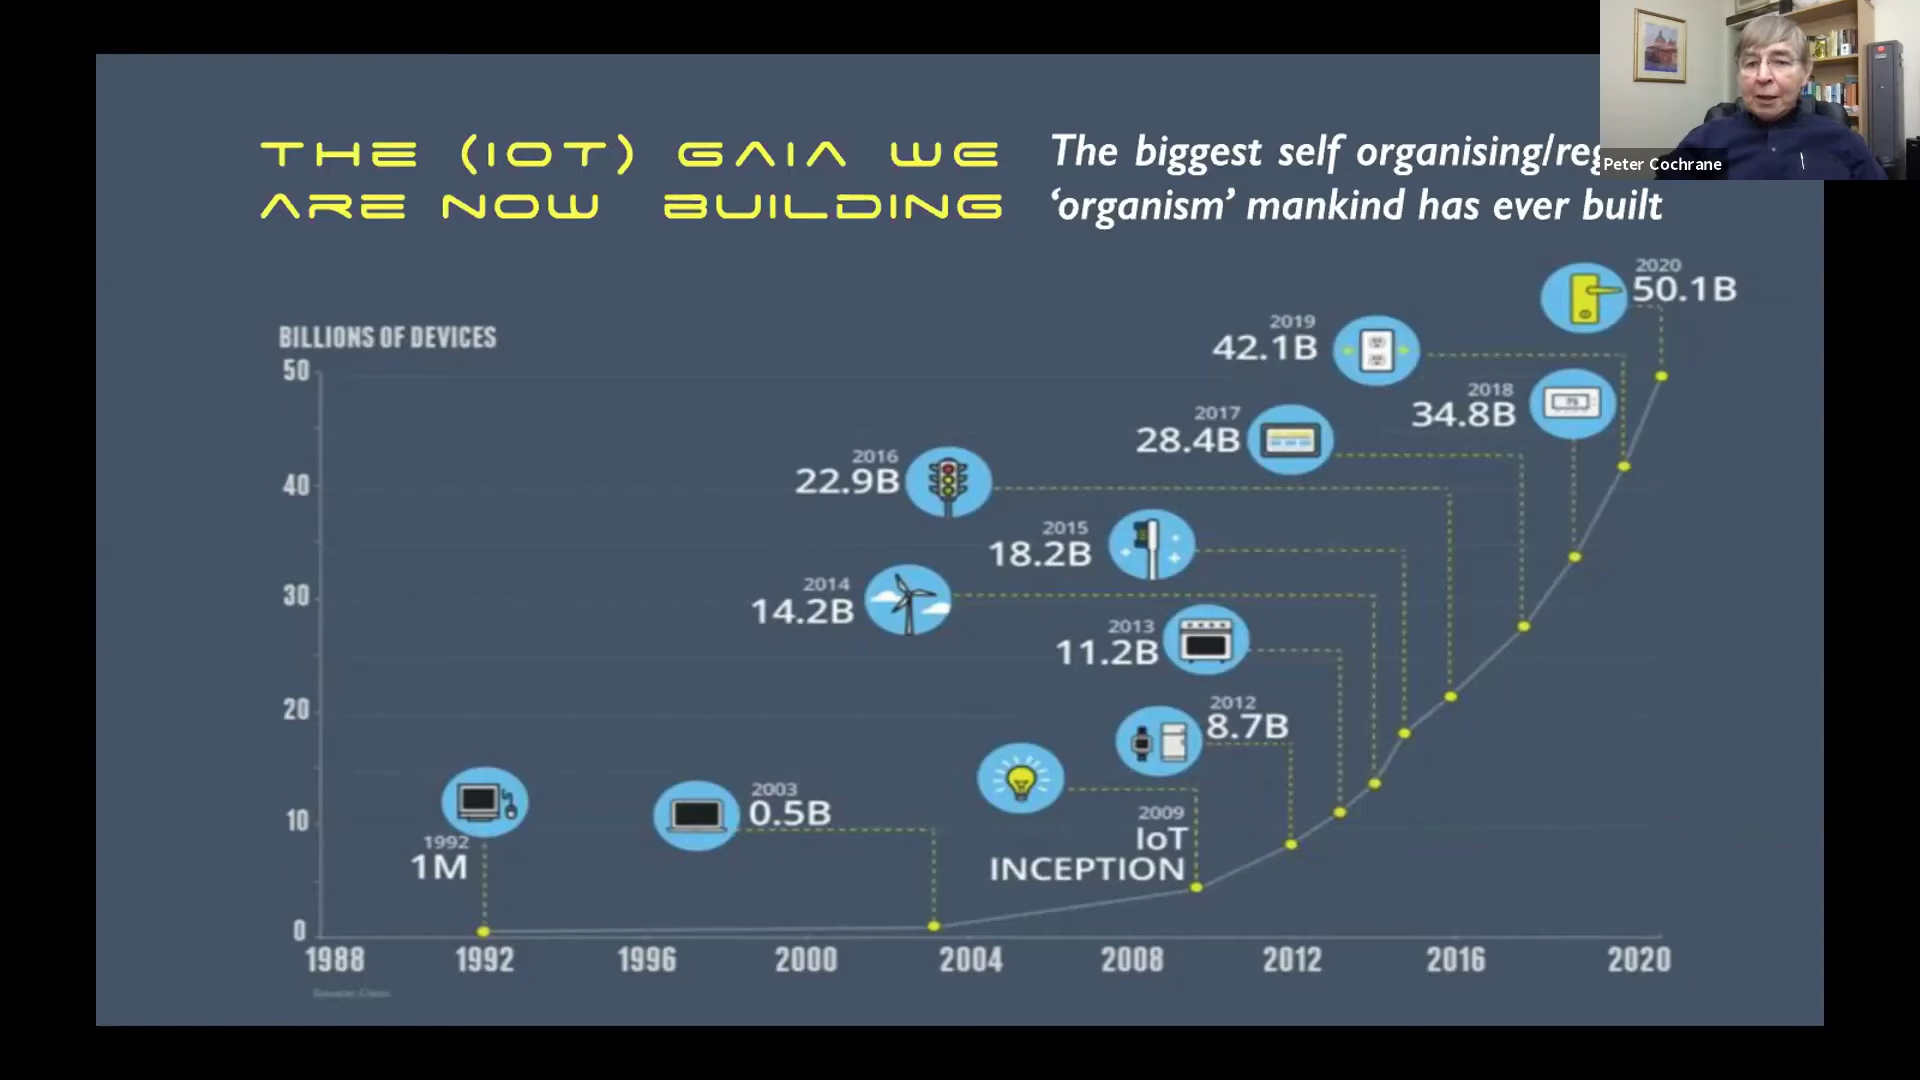 THE (IOT) GAIA WE
ARE NOW BUILDING
The biggest self organising/reg
‘organism’ mankind has ever built
Peter Cochrane
BILLIONS OF DEVICES
50
40
30
20
10
0
1988
1992
1996
2000
2004
2008
2012
2016
2020
1992
1M
2003
0.5B
2009
IoT
INCEPTION
2012
8.7B
2013
11.2B
2014
14.2B
2015
18.2B
2016
22.9B
2017
28.4B
2018
34.8B
2019
42.1B
2020
50.1B